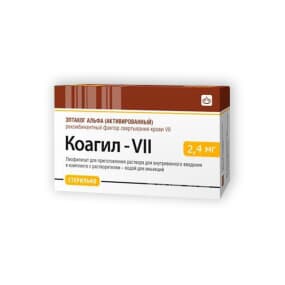 ЭПТАКОГ АЛЬФА (АКТИВИРОВАННЫЙ)
рекомбинантный фактор свертывания крови VII
Коагил -VII
2,4 мг
Лиофилизат для приготовления раствора для внутривенного введения
в комплекте с растворителем – водой для инъекций
СТЕРИЛЬНО